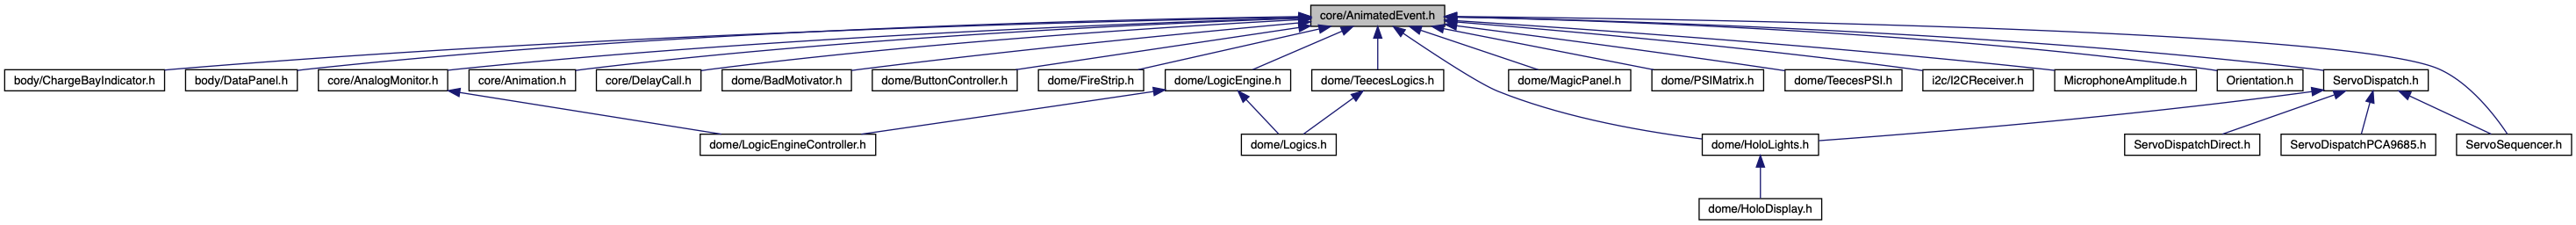 core/AnimatedEvent.h
body/ChargeBayIndicator.h
body/DataPanel.h
core/AnalogMonitor.h
core/Animation.h
core/DelayCall.h
dome/BadMotivator.h
dome/ButtonController.h
dome/FireStrip.h
dome/LogicEngine.h
dome/TeecesLogics.h
dome/MagicPanel.h
dome/PSIMatrix.h
dome/TeecesPSI.h
i2c/I2CReceiver.h
MicrophoneAmplitude.h
Orientation.h
ServoDispatch.h
dome/LogicEngineController.h
dome/Logics.h
dome/HoloLights.h
ServoDispatchDirect.h
ServoDispatchPCA9685.h
ServoSequencer.h
dome/HoloDisplay.h